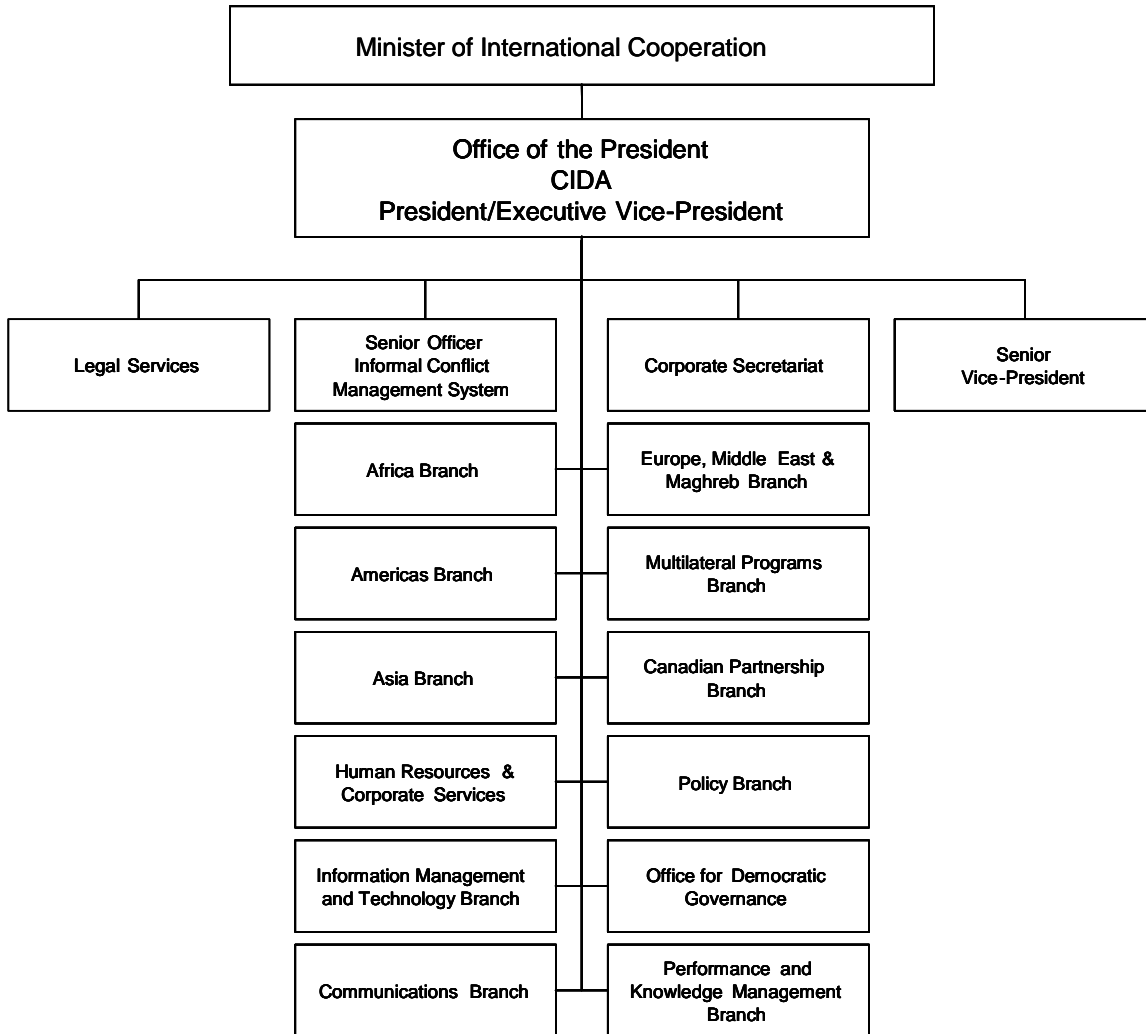 Minister of International Cooperation
Office of the President
CIDA
President/Executive Vice-President
Legal Services
Senior Officer
Informal Conflict
Management System
Corporate Secretariat
Senior
Vice-President
Africa Branch
Europe, Middle East &
Maghreb Branch
Americas Branch
Multilateral Programs
Branch
Asia Branch
Canadian Partnership
Branch
Human Resources &
Corporate Services
Policy Branch
Information Management
and Technology Branch
Office for Democratic
Governance
Communications Branch
Performance and
Knowledge Management
Branch